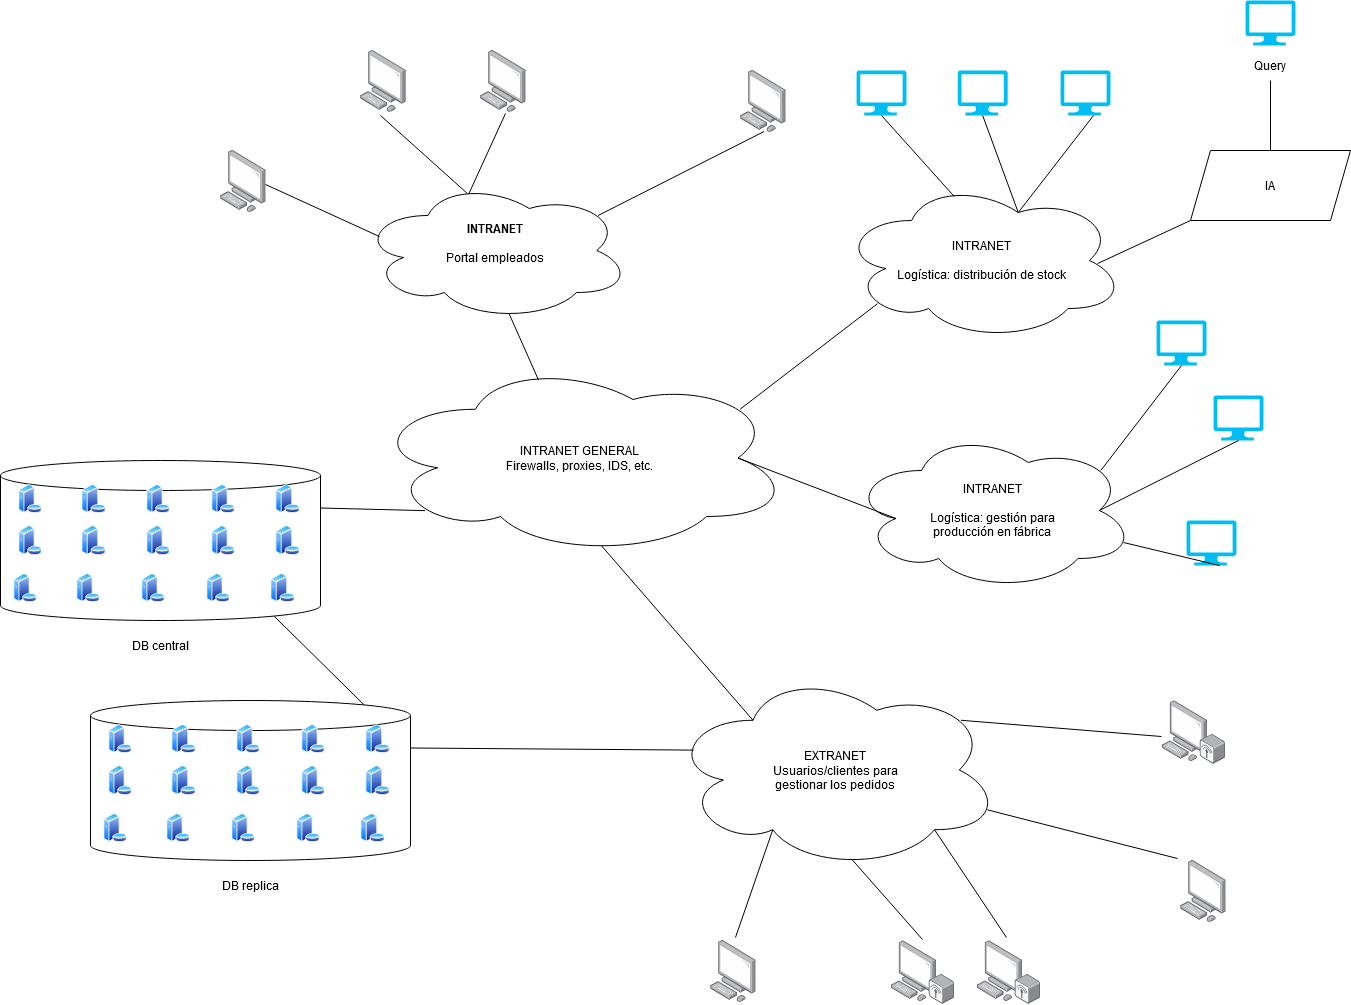 Query
IA
INTRANET
Portal empleados
INTRANET
Logística: distribución de stock
INTRANET GENERAL
Firewalls, proxies, IDS, etc.
INTRANET
Logística: gestión para
producción en fábrica
DB central
EXTRANET
Usuarios/clientes para
gestionar los pedidos
DB replica